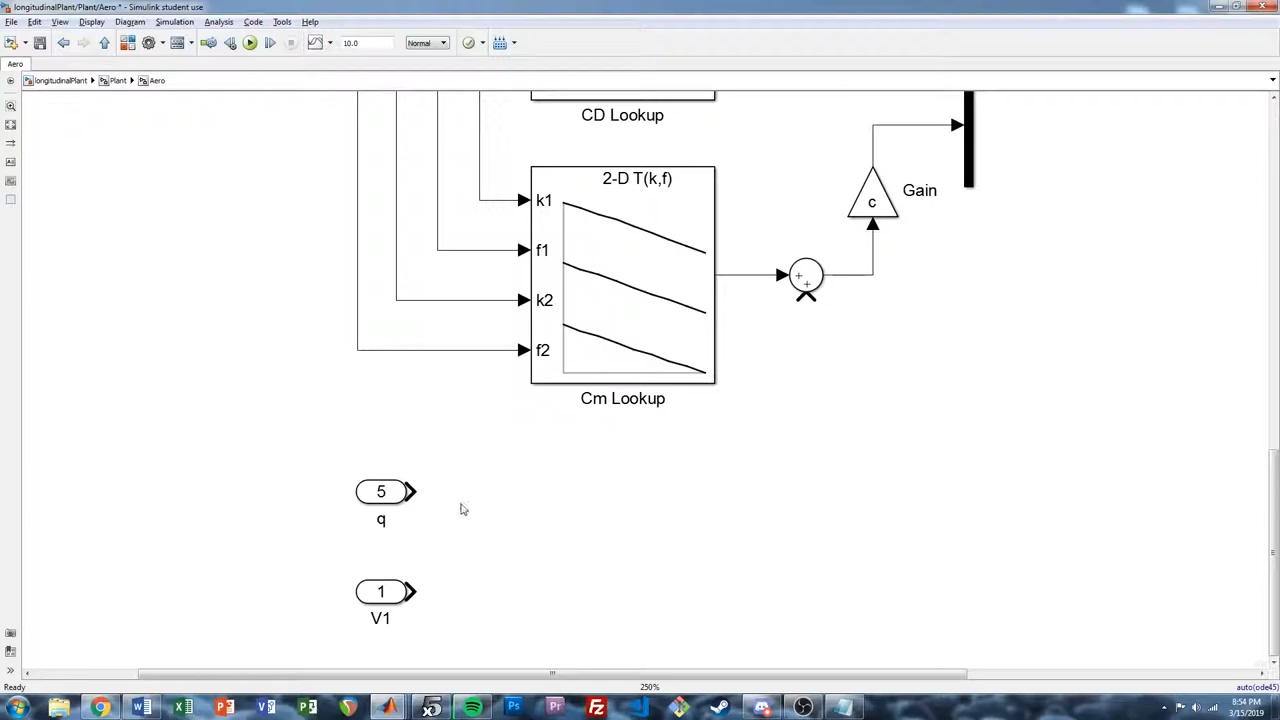 longitudinalPlant/Plant/Aero * - Simulink student use
File Edit View Display Diagram Simulation Analysis Code Tools Help
10.0 Normal
Aero
longitudinalPlant Plant Aero
CD Lookup
2-D T(k,f)
k1
f1
k2
f2
Cm Lookup
c
Gain
+
+
5
q
1
V1
Ready 250% auto(ode45)
8:54 PM
3/15/2019